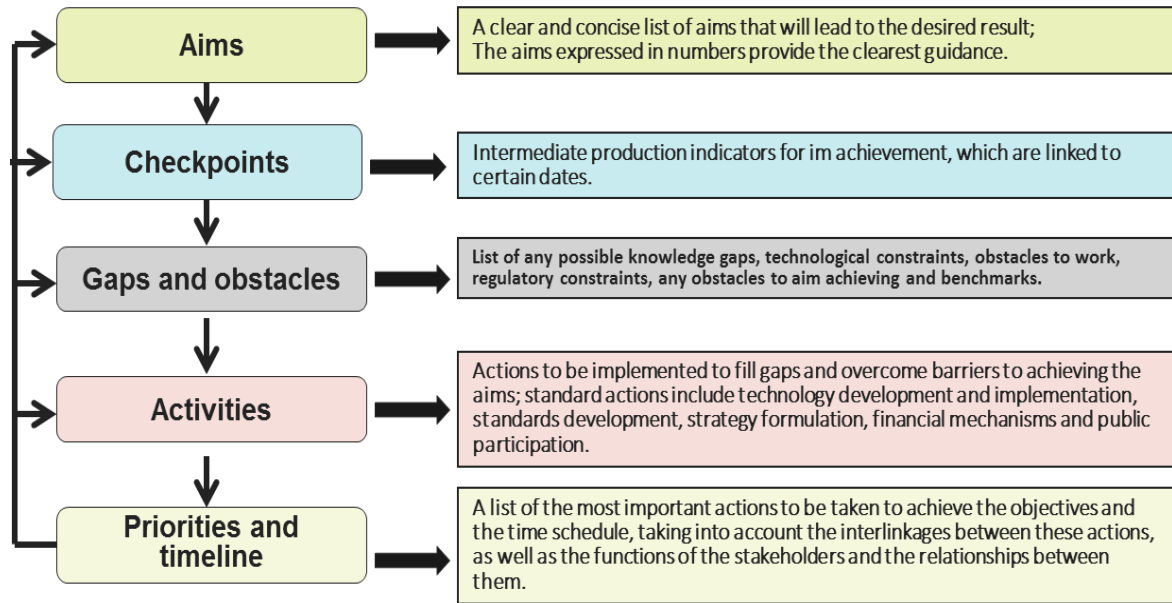 Aims
A clear and concise list of aims that will lead to the desired result;
The aims expressed in numbers provide the clearest guidance.
Checkpoints
Intermediate production indicators for im achievement, which are linked to
certain dates.
Gaps and obstacles
List of any possible knowledge gaps, technological constraints, obstacles to work,
regulatory constraints, any obstacles to aim achieving and benchmarks.
Activities
Actions to be implemented to fill gaps and overcome barriers to achieving the
aims; standard actions include technology development and implementation,
standards development, strategy formulation, financial mechanisms and public
participation.
Priorities and
timeline
A list of the most important actions to be taken to achieve the objectives and
the time schedule, taking into account the interlinkages between these actions,
as well as the functions of the stakeholders and the relationships between
them.